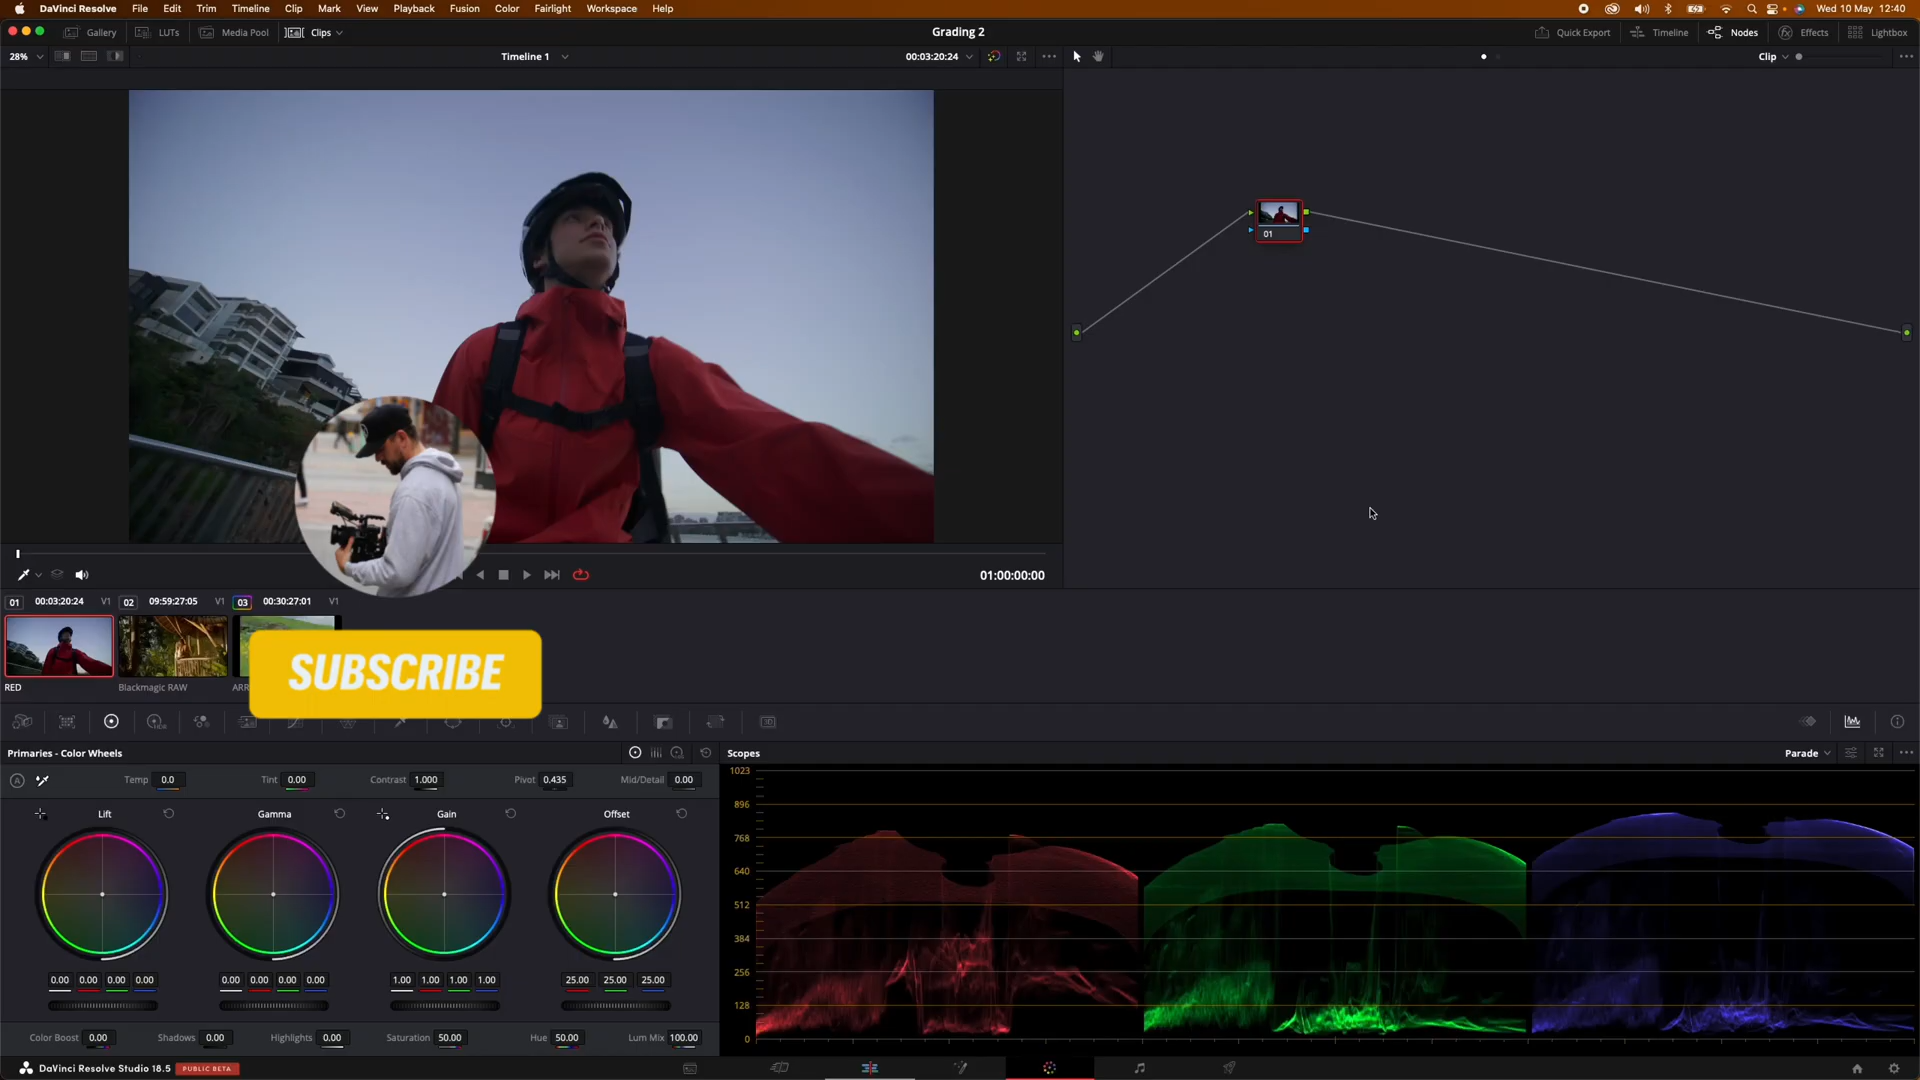 DaVinci Resolve File Edit Trim Timeline Clip Mark View Playback Fusion Color Fairlight Workspace Help Wed 10 May 12:40
Gallery LUTs Media Pool Clips Grading 2 Quick Export Timeline Nodes Effects Lightbox
28% Timeline 1 00:03:20:24 Clip
01
01:00:00:00
01 00:03:20:24 V1 02 09:59:27:05 V1 03 00:30:27:01 V1
RED Blackmagic RAW ARR
SUBSCRIBE
Primaries - Color Wheels Scopes Parade
Temp 0.0 Tint 0.00 Contrast 1.000 Pivot 0.435 Mid/Detail 0.00
Lift Gamma Gain Offset
0.00 0.00 0.00 0.00 0.00 0.00 0.00 0.00 1.00 1.00 1.00 1.00 25.00 25.00 25.00
Color Boost 0.00 Shadows 0.00 Highlights 0.00 Saturation 50.00 Hue 50.00 Lum Mix 100.00
1023
896
768
640
512
384
256
128
0
DaVinci Resolve Studio 18.5 PUBLIC BETA